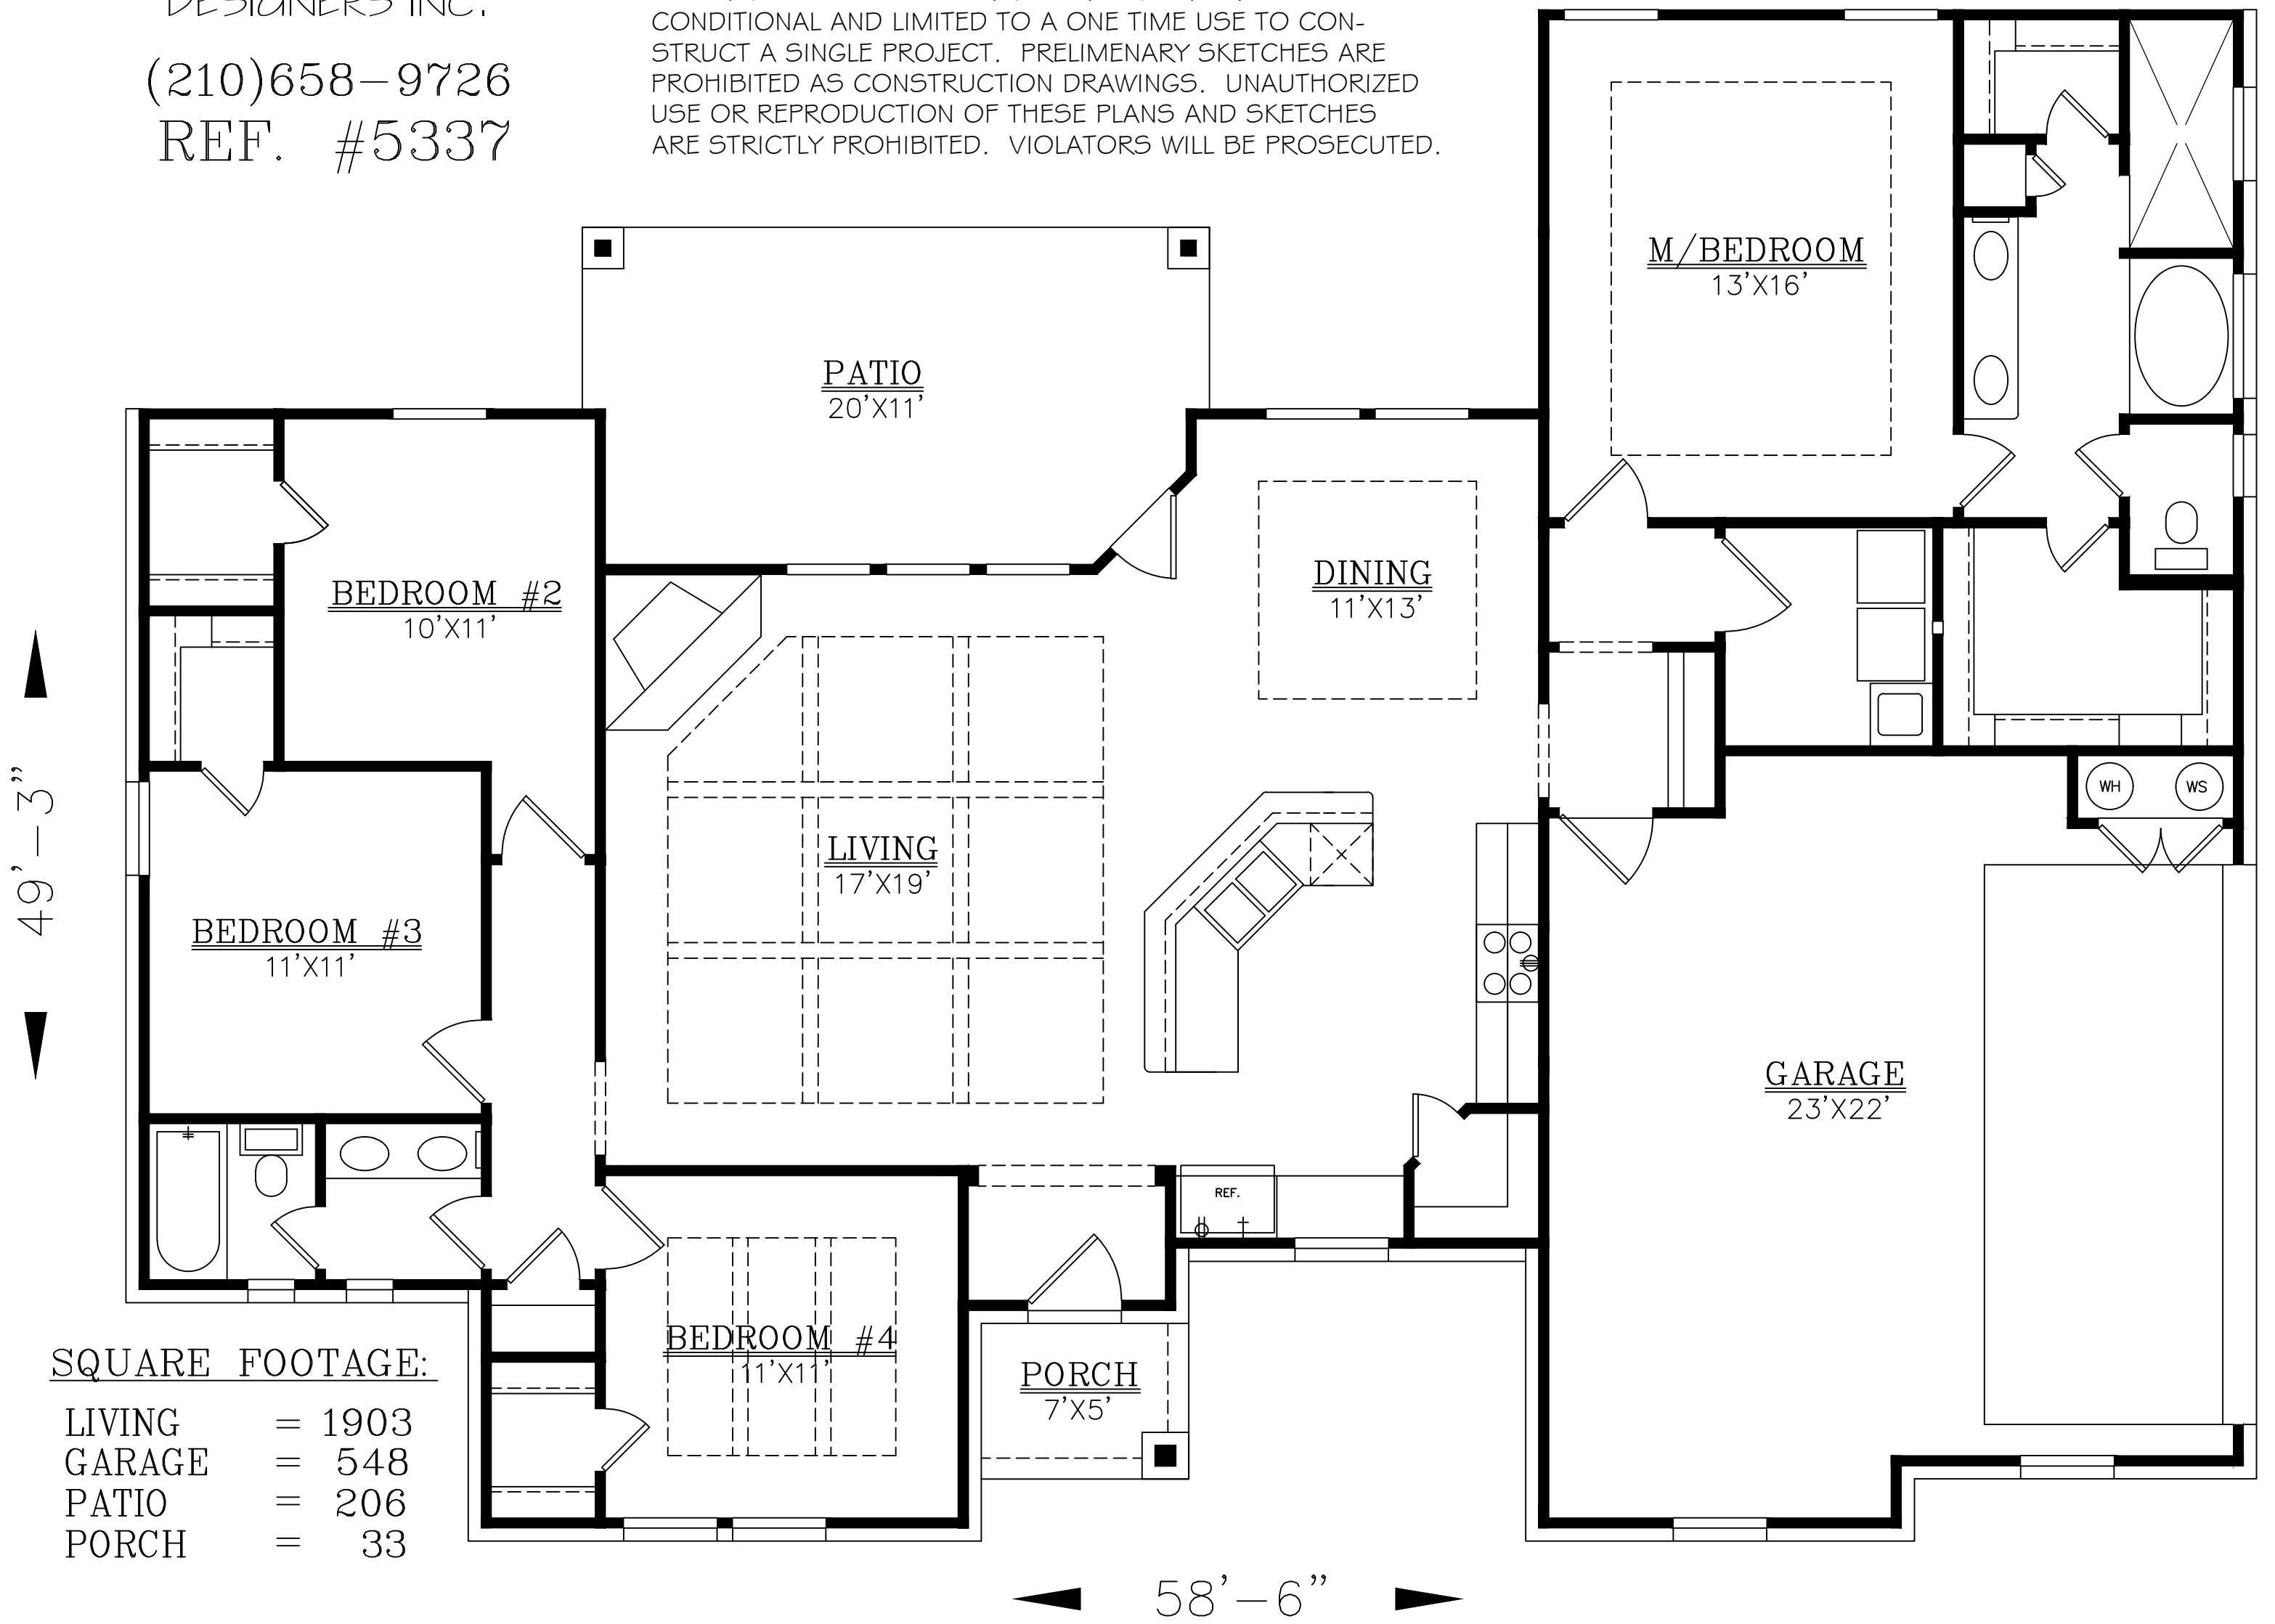 DESIGNERS INC.
(210)658-9726
REF. #5337
CONDITIONAL AND LIMITED TO A ONE TIME USE TO CON-
STRUCT A SINGLE PROJECT. PRELIMENARY SKETCHES ARE
PROHIBITED AS CONSTRUCTION DRAWINGS. UNAUTHORIZED
USE OR REPRODUCTION OF THESE PLANS AND SKETCHES
ARE STRICTLY PROHIBITED. VIOLATORS WILL BE PROSECUTED.
M/BEDROOM
13'X16'
PATIO
20'X11'
DINING
11'X13'
BEDROOM #2
10'X11'
WH
WS
LIVING
17'X19'
BEDROOM #3
11'X11'
49'-3"
GARAGE
23'X22'
REF.
BEDROOM #4
11'X11'
PORCH
7'X5'
SQUARE FOOTAGE:
LIVING = 1903
GARAGE = 548
PATIO = 206
PORCH = 33
58'-6"